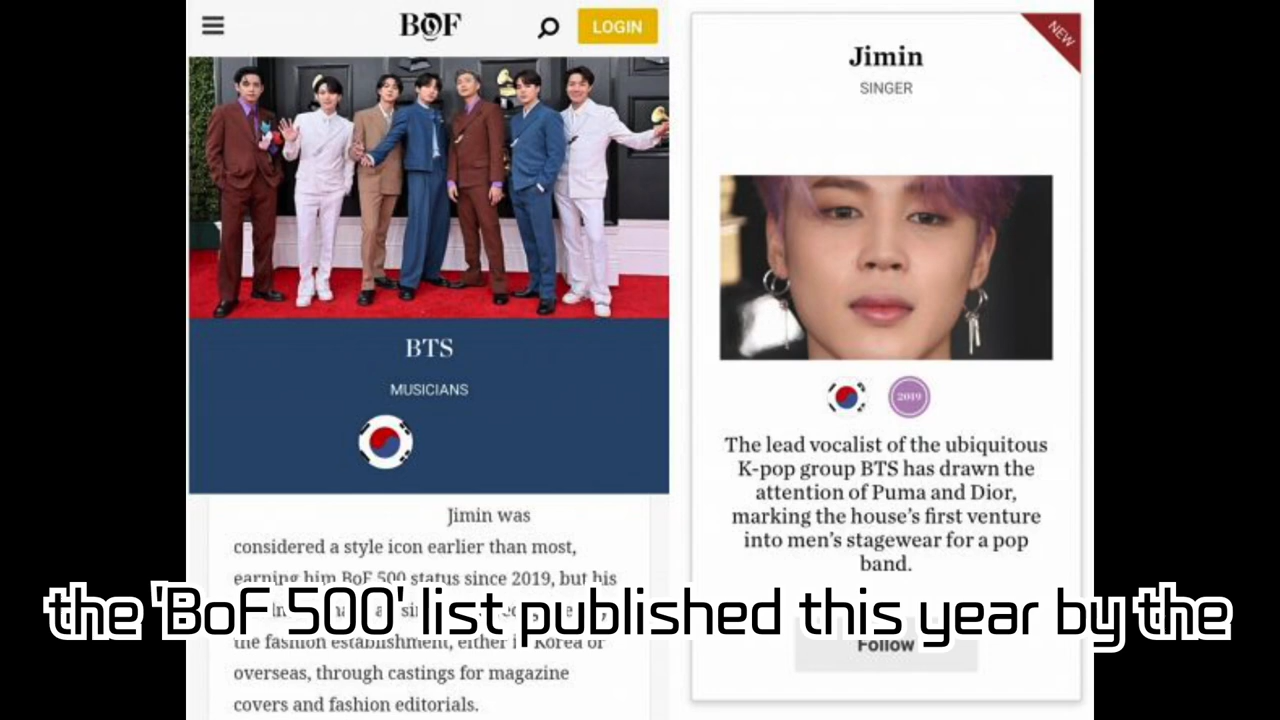 BOF
LOGIN
BTS
MUSICIANS
Jimin was
considered a style icon earlier than most,
earning him BoF 500 status since 2019, but his
the fashion establishment, either in Korea or
overseas, through castings for magazine
covers and fashion editorials.
NEW
Jimin
SINGER
2019
The lead vocalist of the ubiquitous
K-pop group BTS has drawn the
attention of Puma and Dior,
marking the house's first venture
into men's stagewear for a pop
band.
Follow
the 'BoF 500' list published this year by the